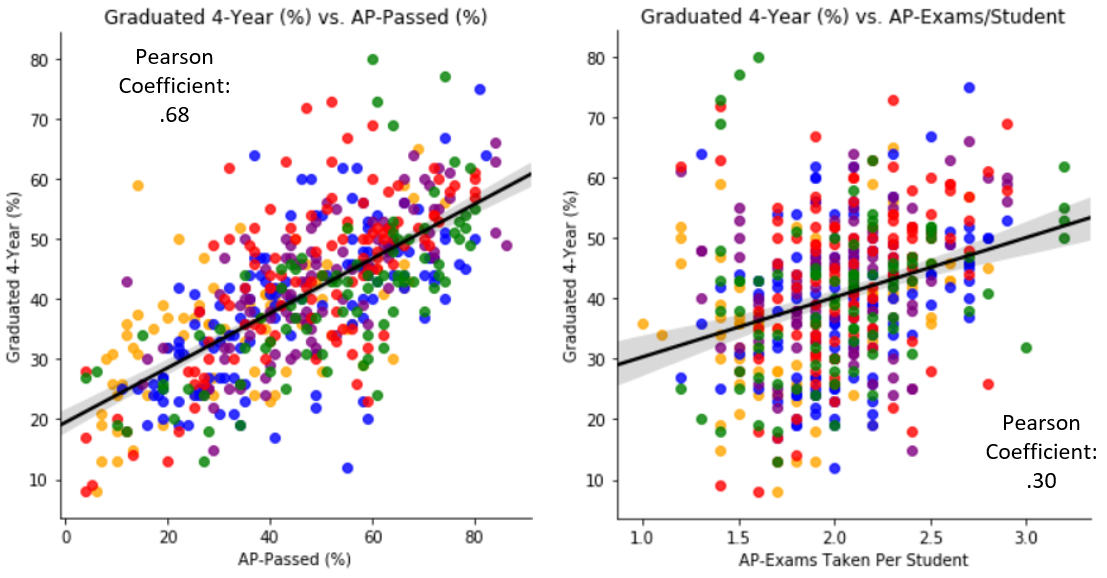 Graduated 4-Year (%) vs. AP-Passed (%)
Pearson
Coefficient:
.68
Graduated 4-Year (%)
80
70
60
50
40
30
20
10
0
20
40
60
80
AP-Passed (%)
Graduated 4-Year (%) vs. AP-Exams/Student
Graduated 4-Year (%)
80
70
60
50
40
30
20
10
Pearson
Coefficient:
.30
1.0
1.5
2.0
2.5
3.0
AP-Exams Taken Per Student